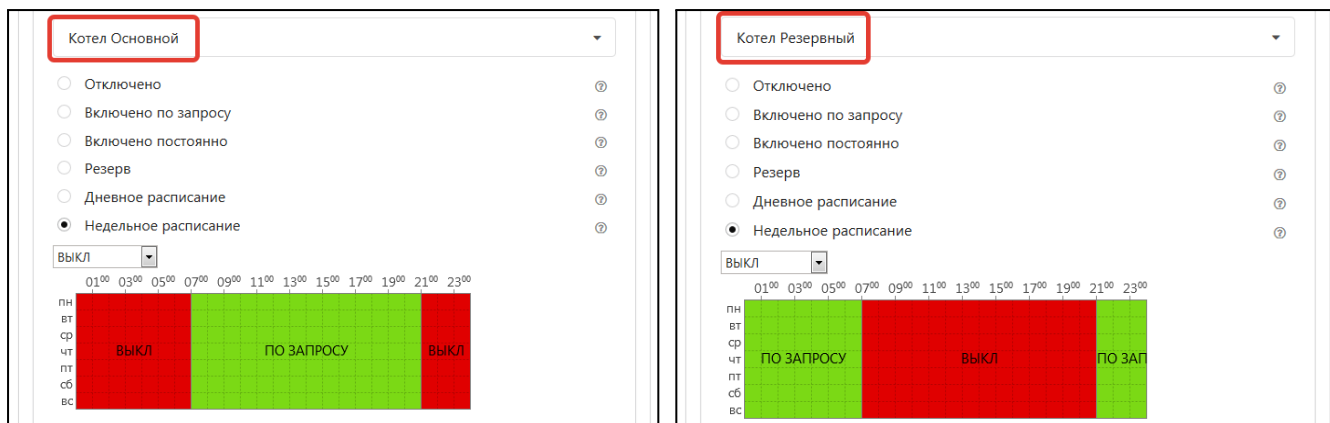 Котел Основной
Отключено
Включено по запросу
Включено постоянно
Резерв
Дневное расписание
Недельное расписание
ВЫКЛ
01⁰⁰ 03⁰⁰ 05⁰⁰ 07⁰⁰ 09⁰⁰ 11⁰⁰ 13⁰⁰ 15⁰⁰ 17⁰⁰ 19⁰⁰ 21⁰⁰ 23⁰⁰
пн
вт
ср
чт ВЫКЛ ПО ЗАПРОСУ ВЫКЛ
пт
сб
вс
Котел Резервный
Отключено
Включено по запросу
Включено постоянно
Резерв
Дневное расписание
Недельное расписание
ВЫКЛ
01⁰⁰ 03⁰⁰ 05⁰⁰ 07⁰⁰ 09⁰⁰ 11⁰⁰ 13⁰⁰ 15⁰⁰ 17⁰⁰ 19⁰⁰ 21⁰⁰ 23⁰⁰
пн
вт
ср
чт ПО ЗАПРОСУ ВЫКЛ ПО ЗАП
пт
сб
вс